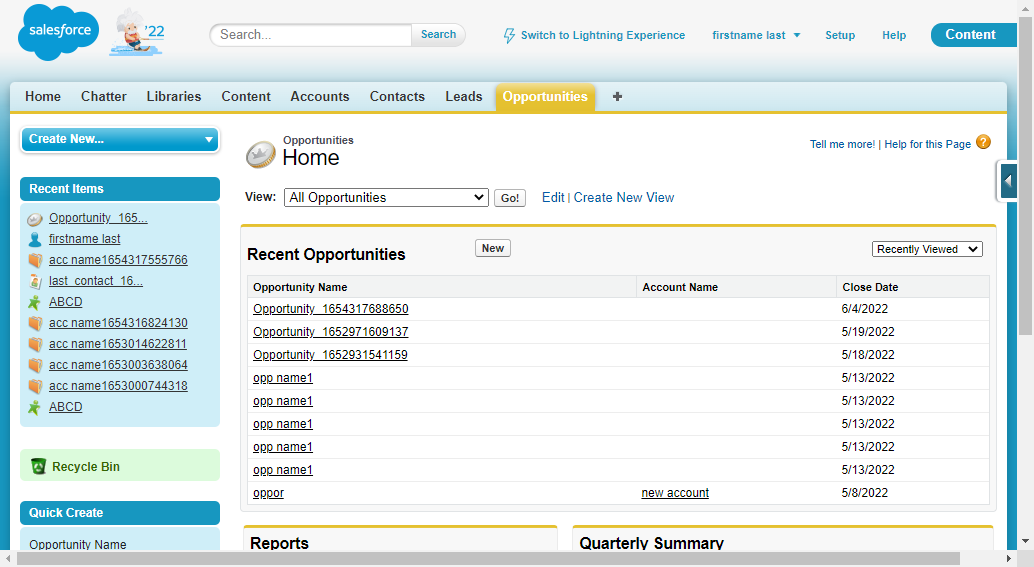 salesforce
'22
Search...
Search
Switch to Lightning Experience
firstname last
Setup
Help
Content
Home
Chatter
Libraries
Content
Accounts
Contacts
Leads
Opportunities
+
Create New...
Opportunities
Home
Tell me more! | Help for this Page
?
View:
All Opportunities
Go!
Edit | Create New View
Recent Items
Opportunity_165...
firstname last
acc name1654317555766
last_contact_16...
ABCD
acc name1654316824130
acc name1653014622811
acc name1653003638064
acc name1653000744318
ABCD
Recycle Bin
Quick Create
Opportunity Name
Recent Opportunities
New
Recently Viewed
Opportunity Name Account Name Close Date
Opportunity_1654317688650 6/4/2022
Opportunity_1652971609137 5/19/2022
Opportunity_1652931541159 5/18/2022
opp name1 5/13/2022
opp name1 5/13/2022
opp name1 5/13/2022
opp name1 5/13/2022
opp name1 5/13/2022
oppor new account 5/8/2022
Reports
Quarterly Summary